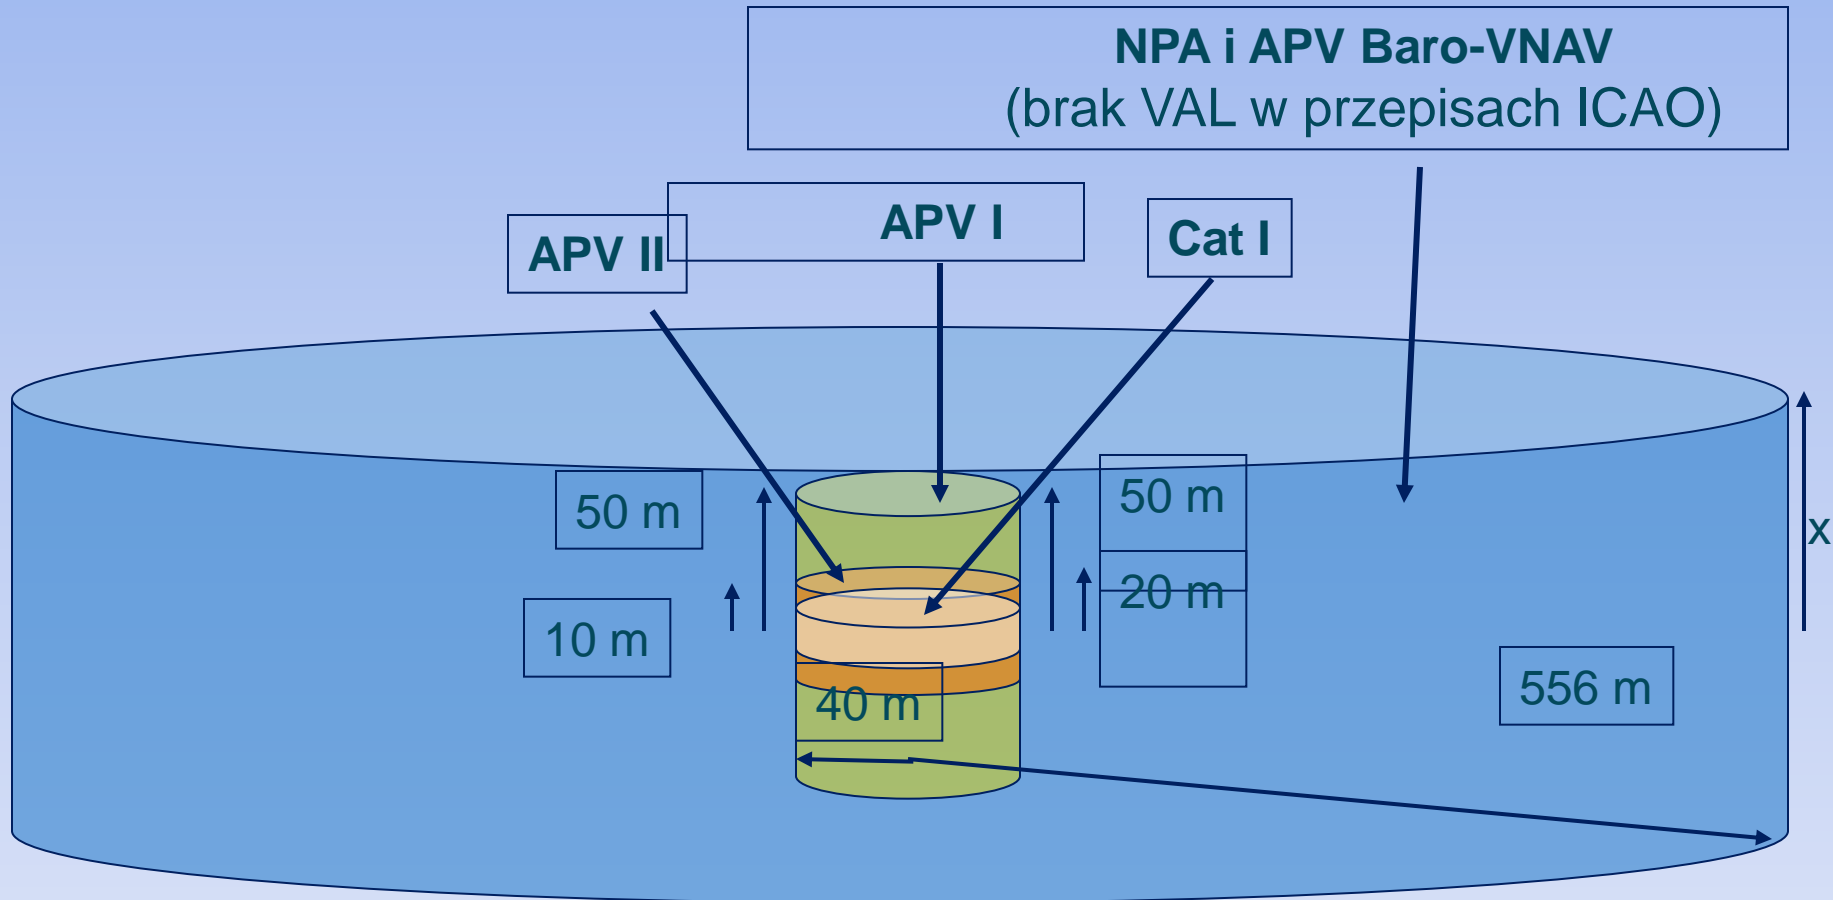 NPA i APV Baro-VNAV
(brak VAL w przepisach ICAO)
APV II
APV I
Cat I
50 m
50 m
x
20 m
10 m
40 m
556 m